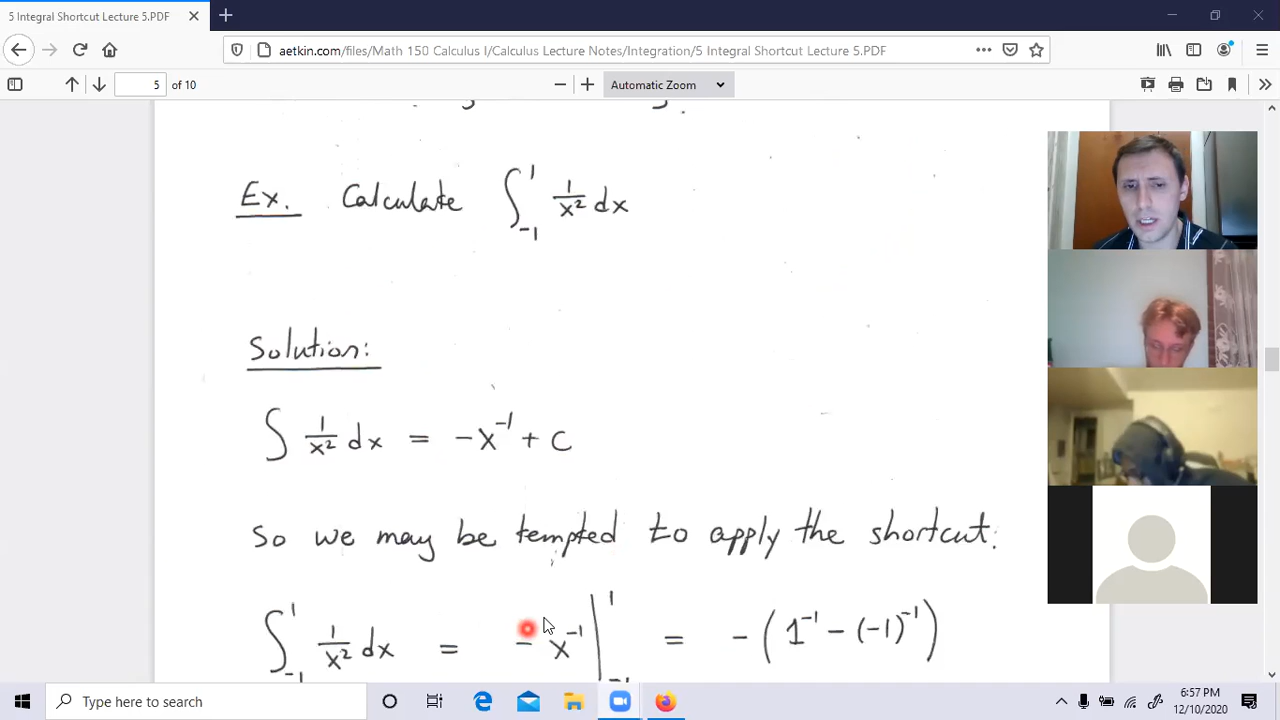 5 Integral Shortcut Lecture 5.PDF
aetkin.com/files/Math 150 Calculus I/Calculus Lecture Notes/Integration/5 Integral Shortcut Lecture 5.PDF
5 of 10
Automatic Zoom
Ex. Calculate ∫_{-1}^{1} 1/x² dx
Solution:
∫ 1/x² dx = -x⁻¹ + c
So we may be tempted to apply the shortcut:
∫_{-1}^{1} 1/x² dx = -x⁻¹ |_{-1}^{1} = -(1⁻¹ - (-1)⁻¹)
Type here to search
6:57 PM
12/10/2020